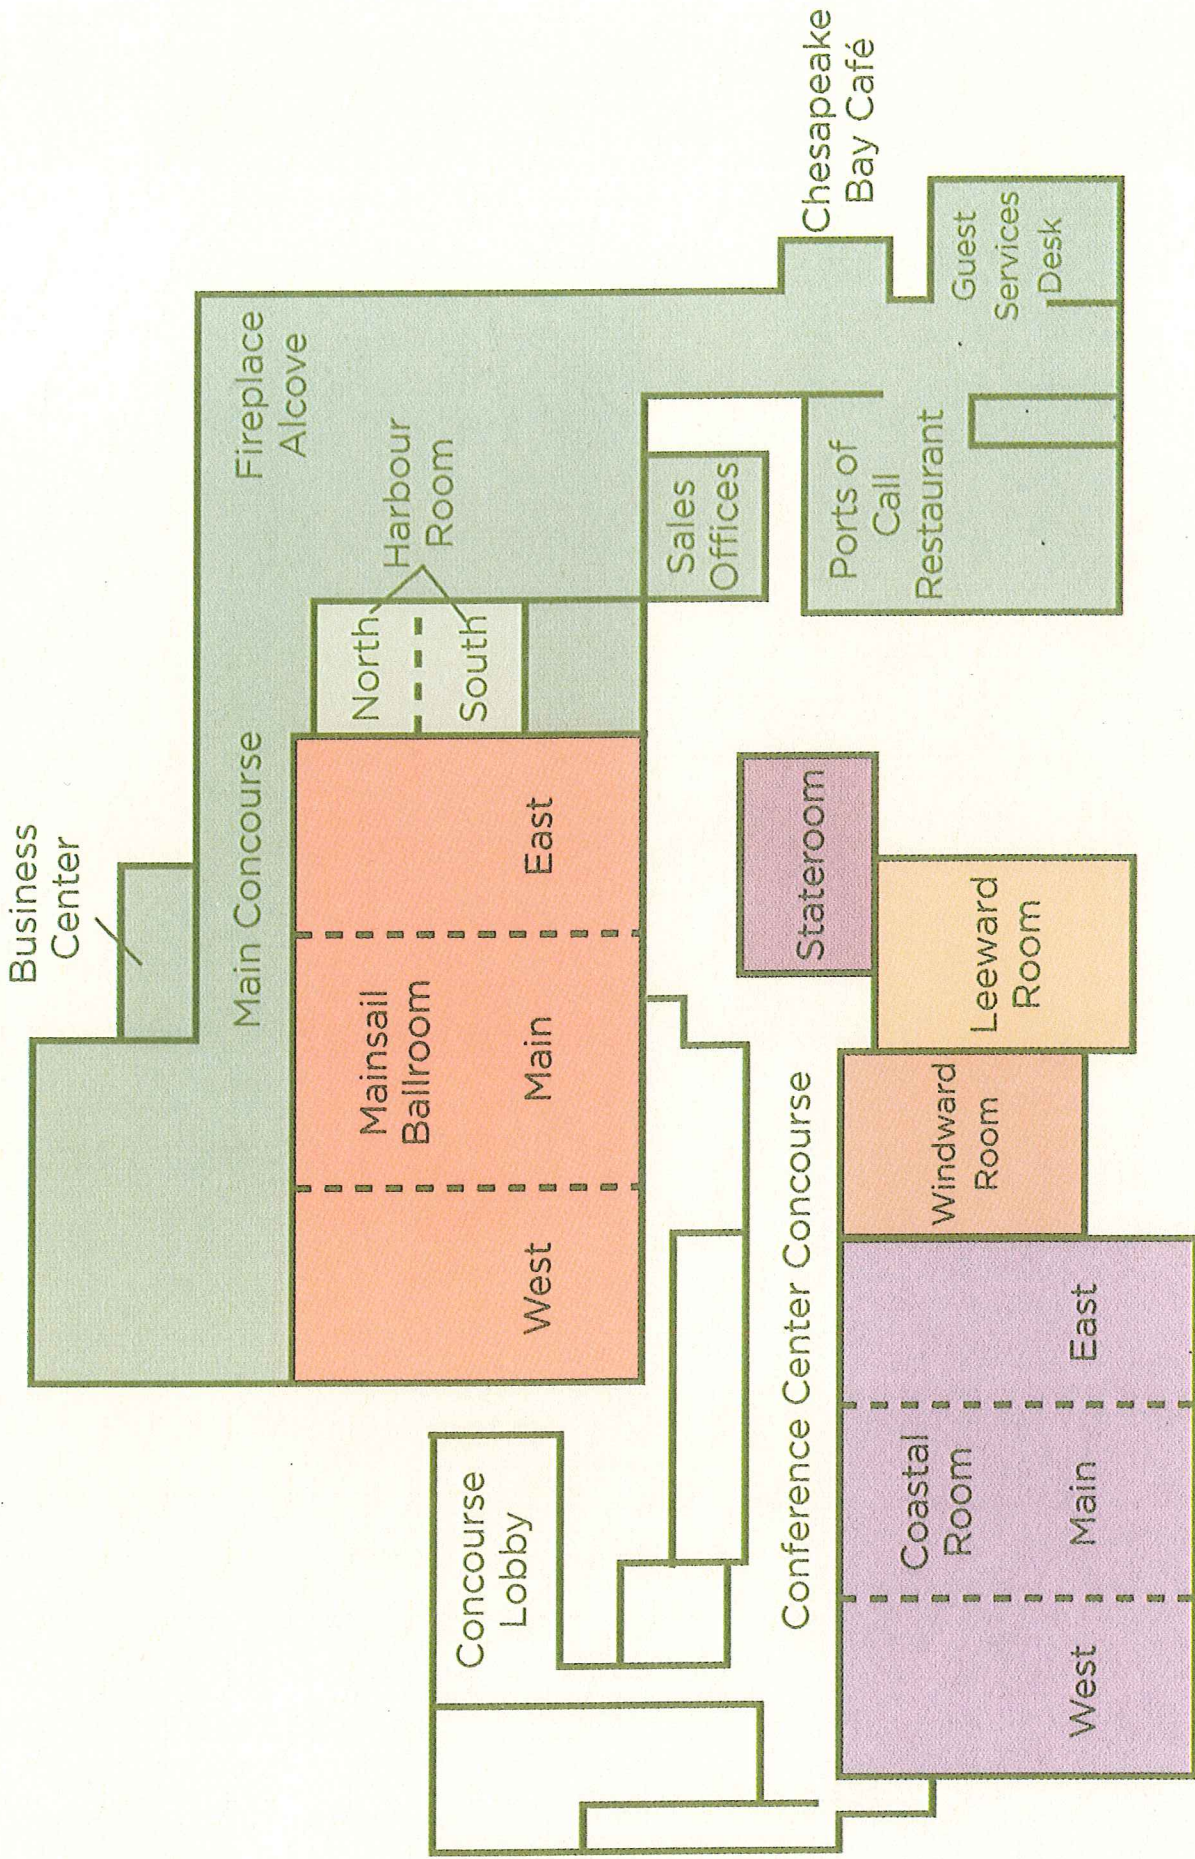 Business
Center
Main Concourse
Fireplace
Alcove
Mainsail
Ballroom
West
Main
East
North
South
Harbour
Room
Sales
Offices
Chesapeake
Bay Café
Guest
Services
Desk
Ports of
Call
Restaurant
Concourse
Lobby
Conference Center Concourse
Stateroom
Leeward
Room
Windward
Room
Coastal
Room
West
Main
East